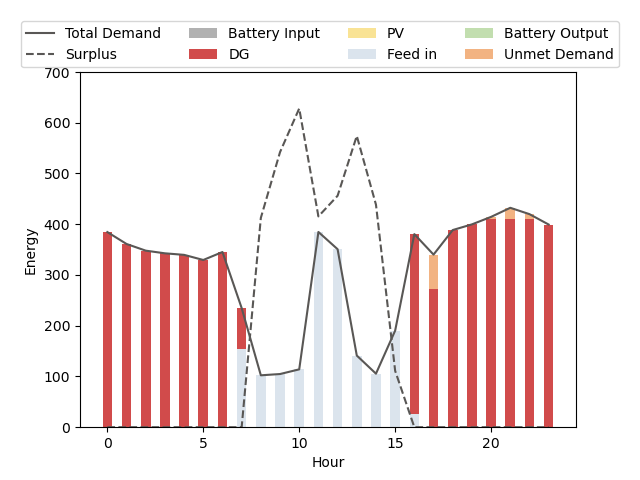 Total Demand Battery Input PV Battery Output
Surplus DG Feed in Unmet Demand
700
600
500
400
300
200
100
0
Energy
0 5 10 15 20
Hour